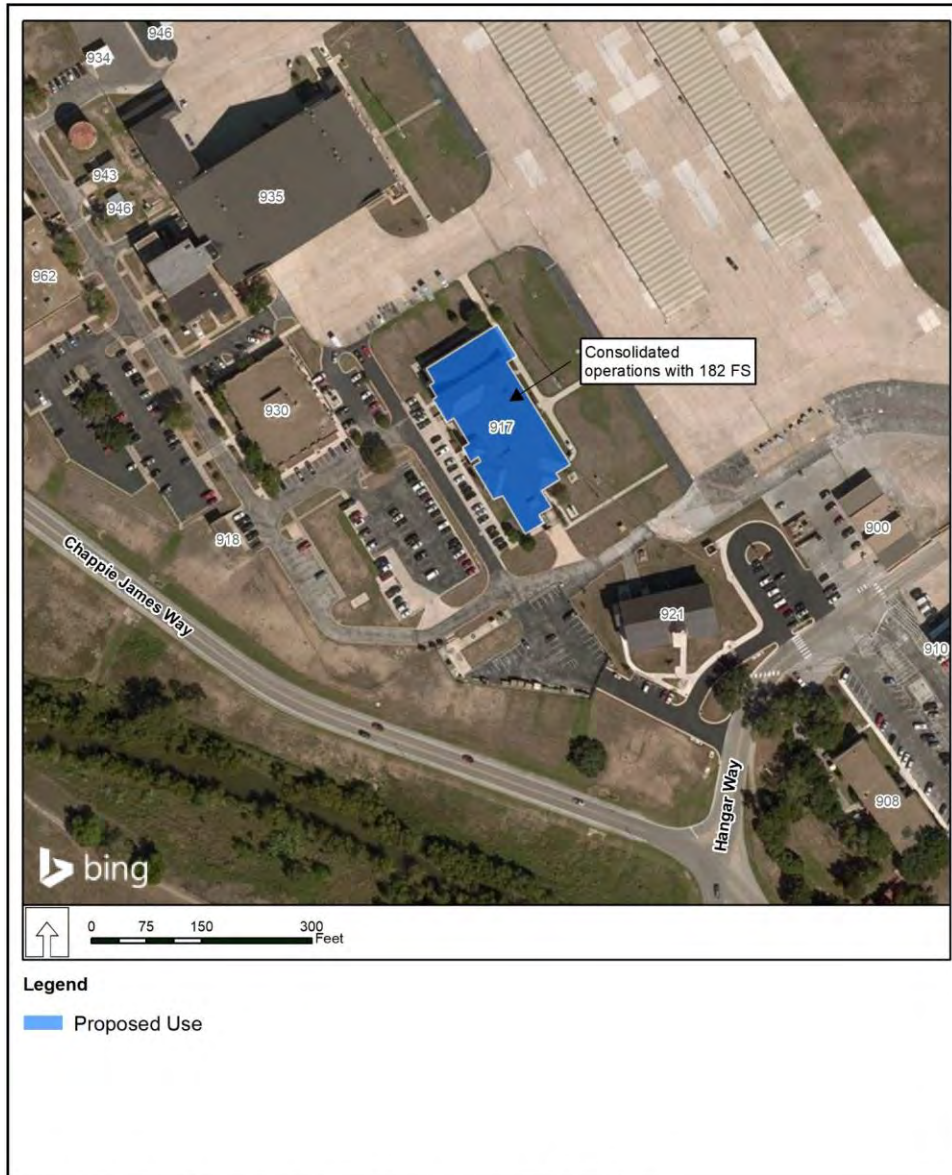 946
934
943
935
946
962
Consolidated
operations with 182 FS
930
917
918
900
921
910
Chappie James Way
Hangar Way
908
bing
0 75 150 300
Feet
Legend
Proposed Use